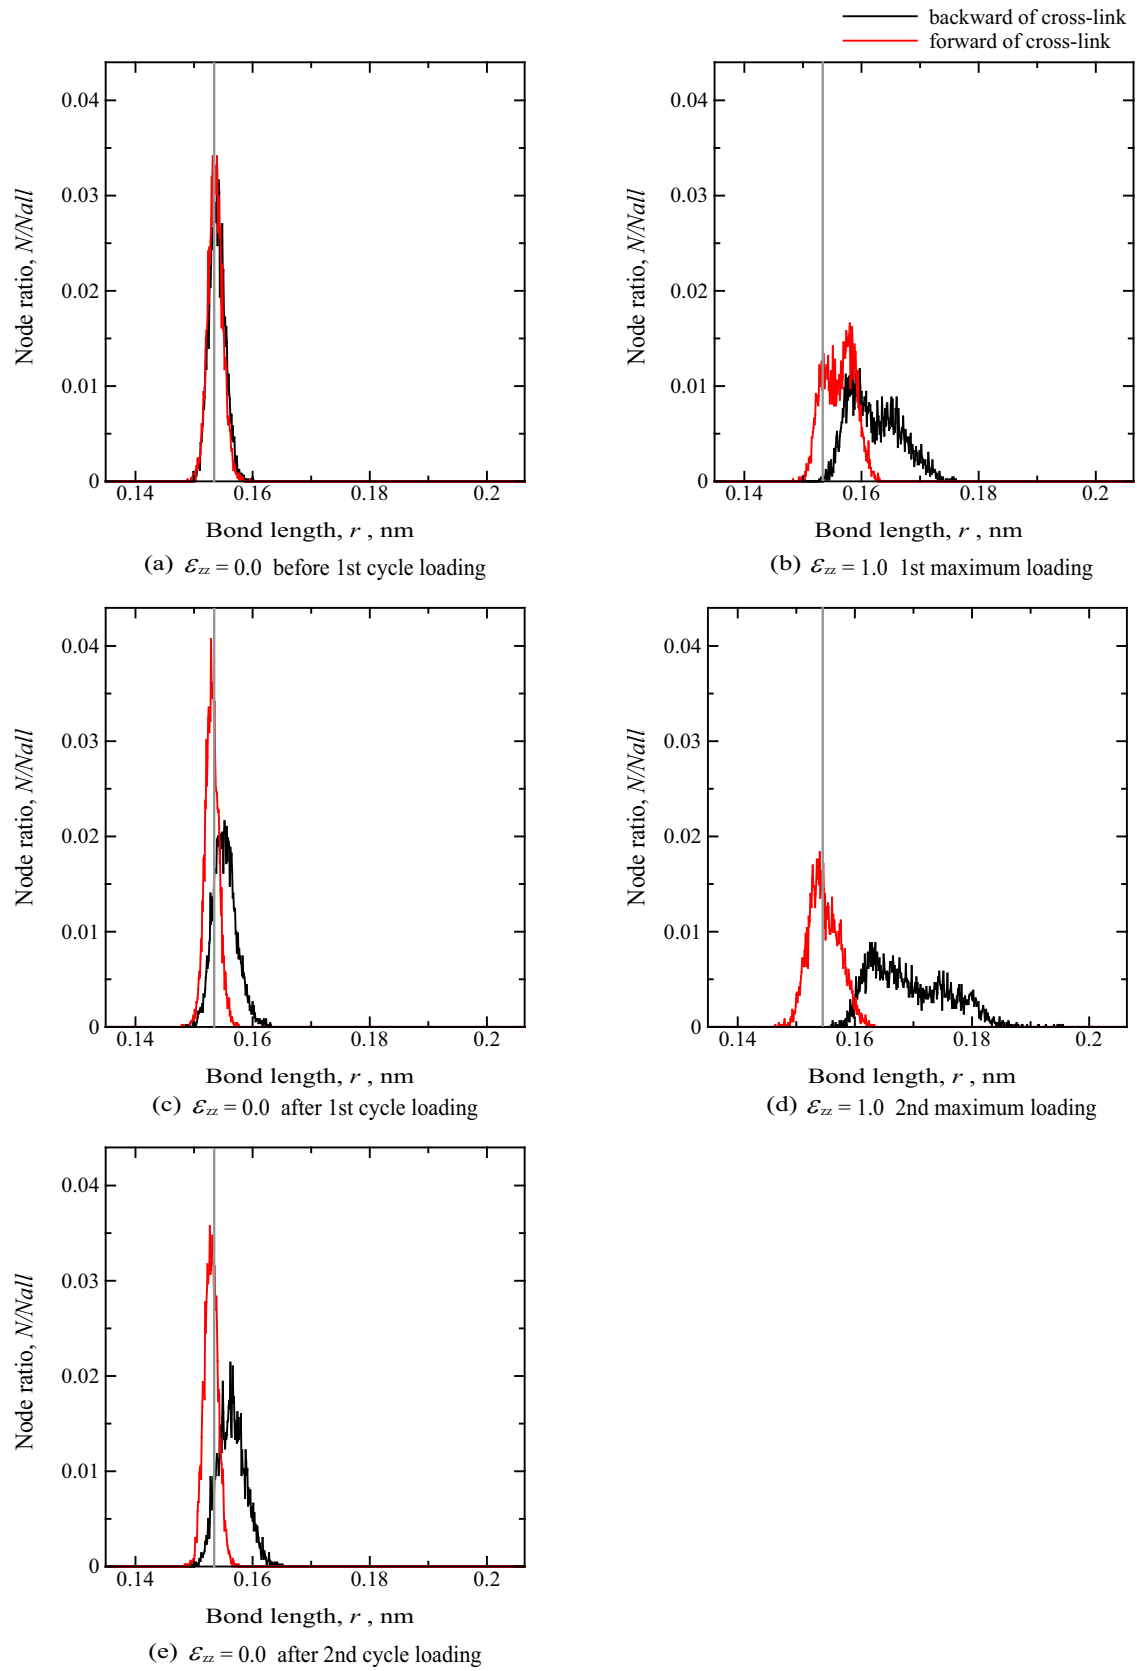 backward of cross-link
forward of cross-link
0.04
0.03
0.02
0.01
0
0.14
0.16
0.18
0.2
Node ratio, N/Nall
Bond length, r , nm
(a) εzz = 0.0 before 1st cycle loading
0.04
0.03
0.02
0.01
0
0.14
0.16
0.18
0.2
Node ratio, N/Nall
Bond length, r , nm
(b) εzz = 1.0 1st maximum loading
0.04
0.03
0.02
0.01
0
0.14
0.16
0.18
0.2
Node ratio, N/Nall
Bond length, r , nm
(c) εzz = 0.0 after 1st cycle loading
0.04
0.03
0.02
0.01
0
0.14
0.16
0.18
0.2
Node ratio, N/Nall
Bond length, r , nm
(d) εzz = 1.0 2nd maximum loading
0.04
0.03
0.02
0.01
0
0.14
0.16
0.18
0.2
Node ratio, N/Nall
Bond length, r , nm
(e) εzz = 0.0 after 2nd cycle loading